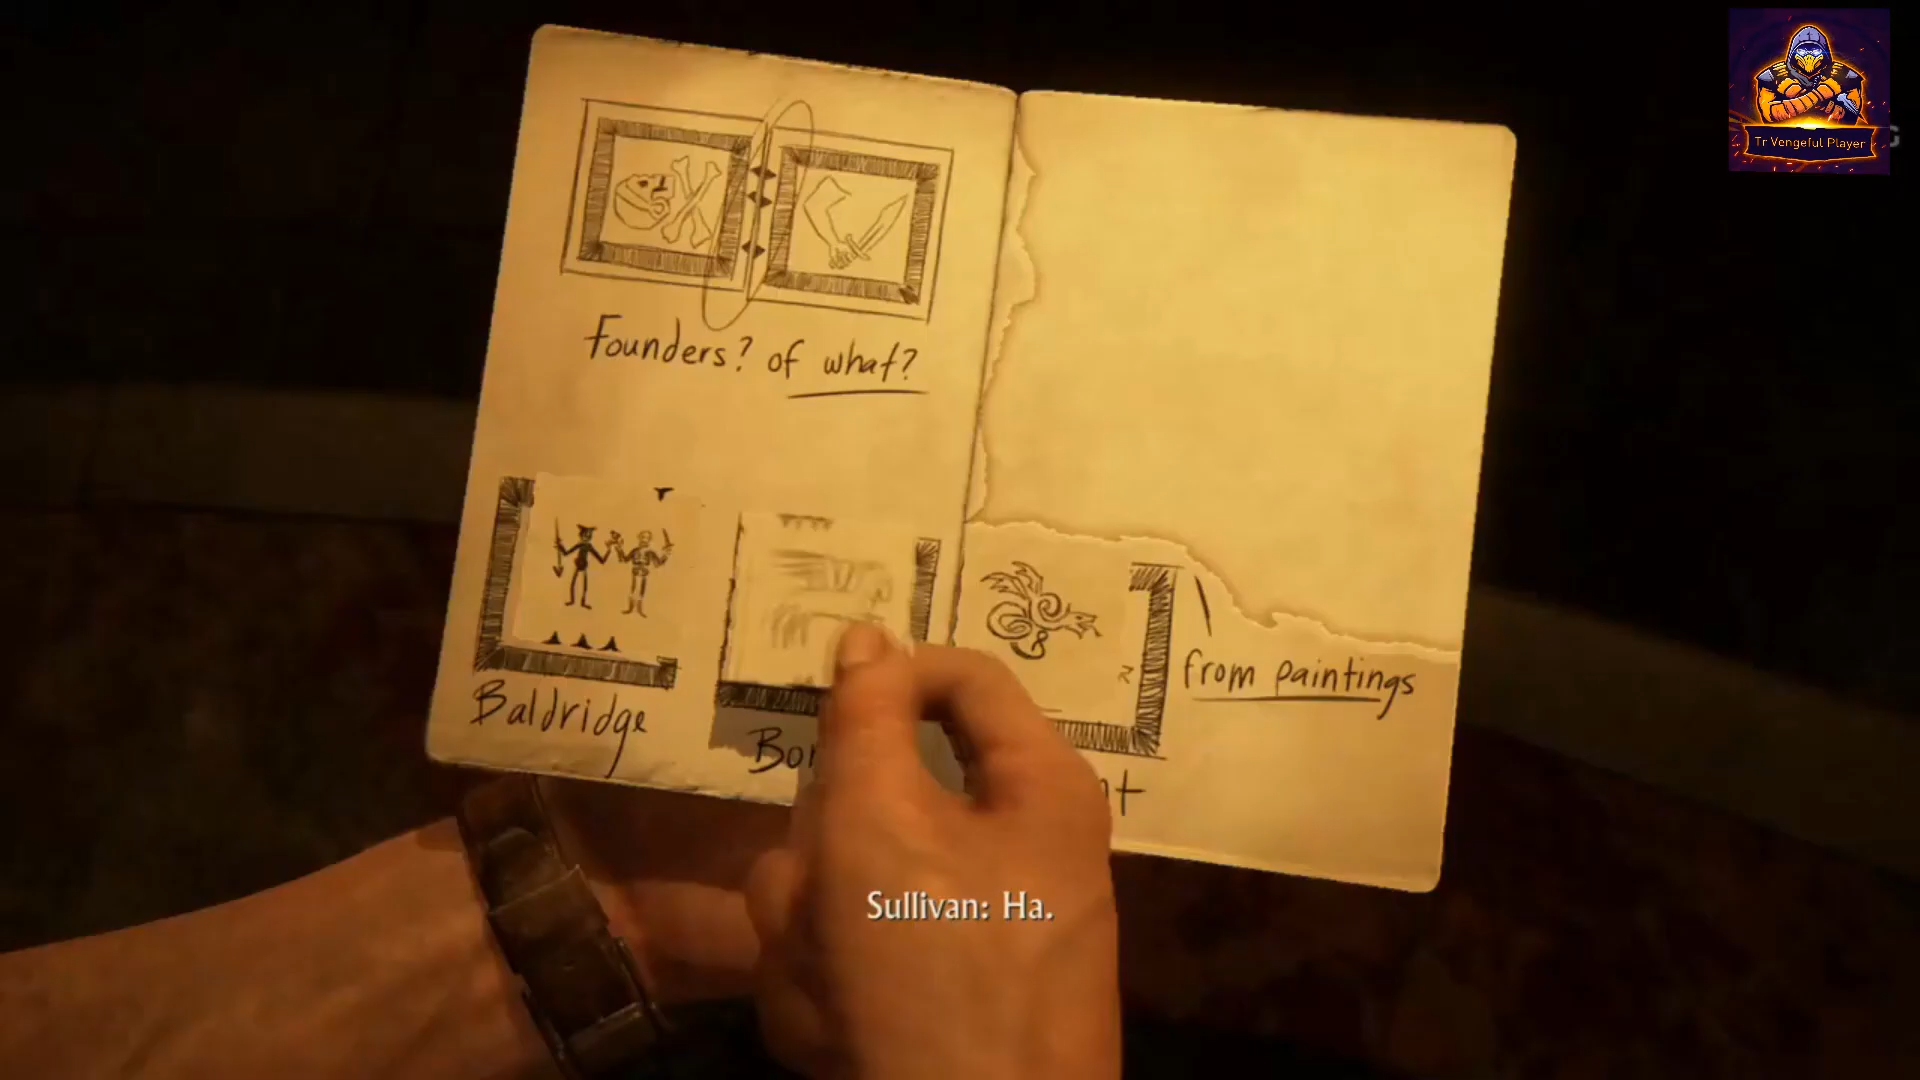 Tr Vengeful Player
Founders? of what?
from paintings
Baldridge
Sullivan: Ha.